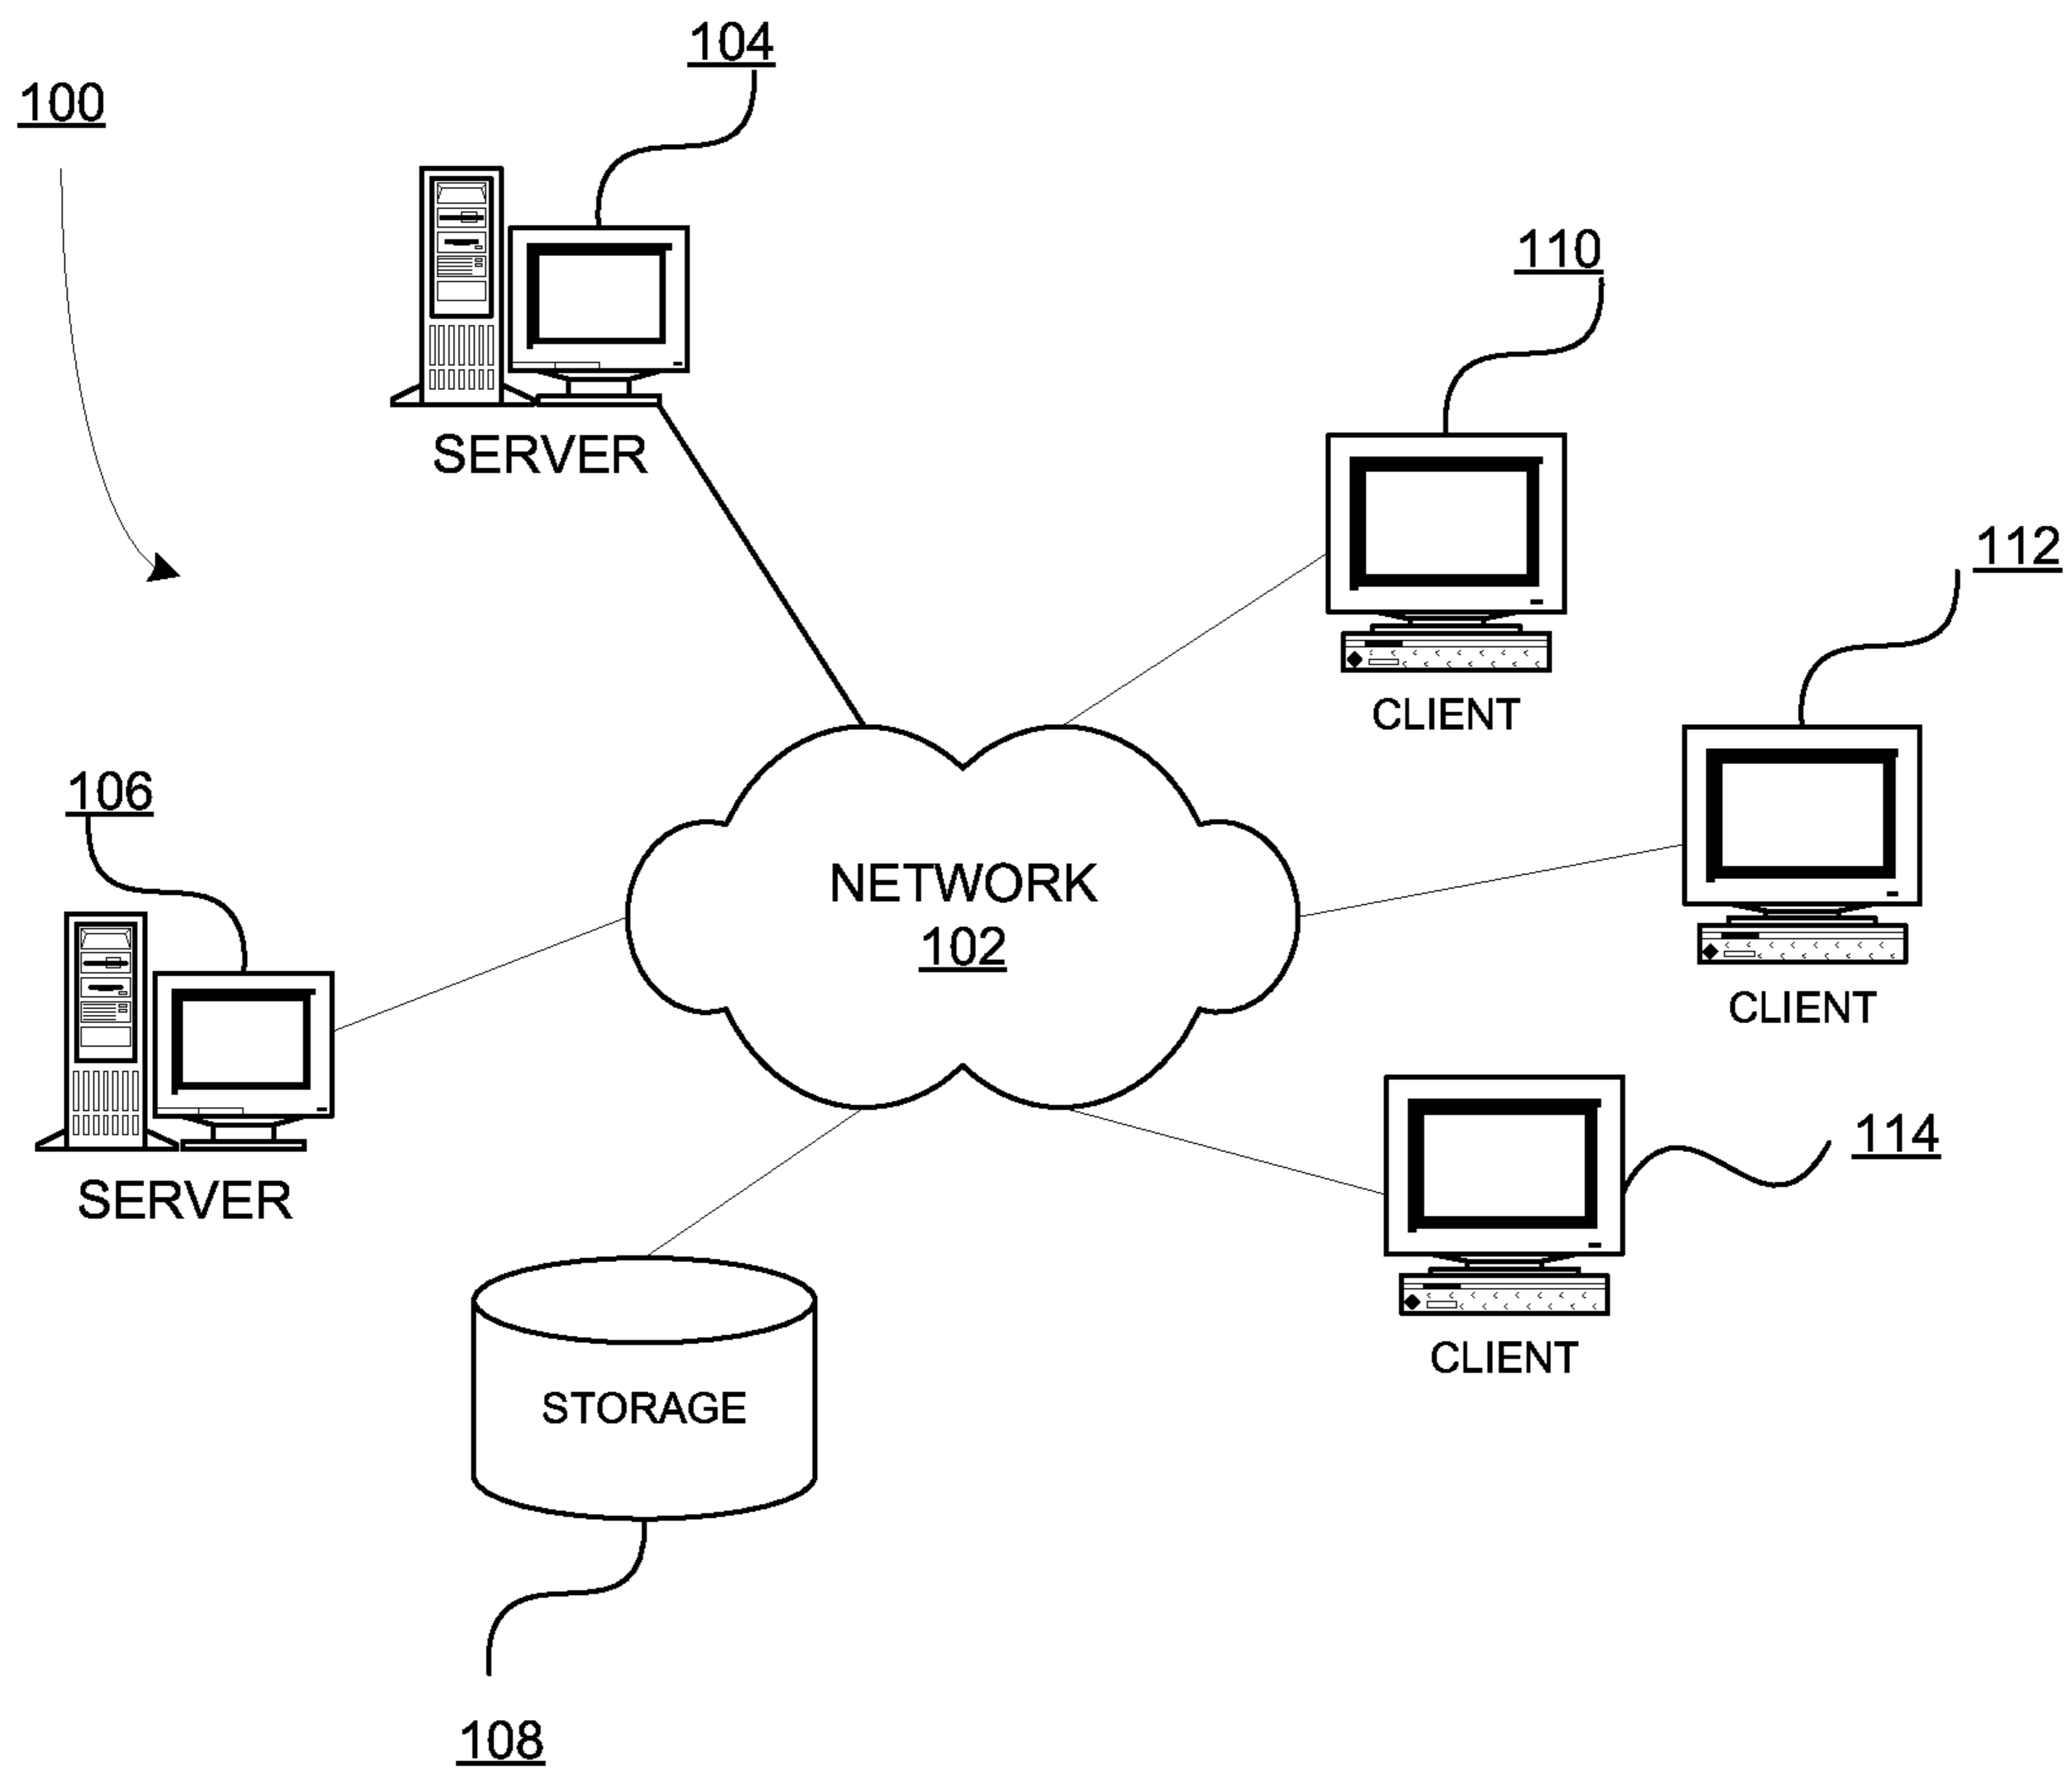 104
100
SERVER
110
CLIENT
112
CLIENT
106
SERVER
NETWORK
102
114
CLIENT
STORAGE
108